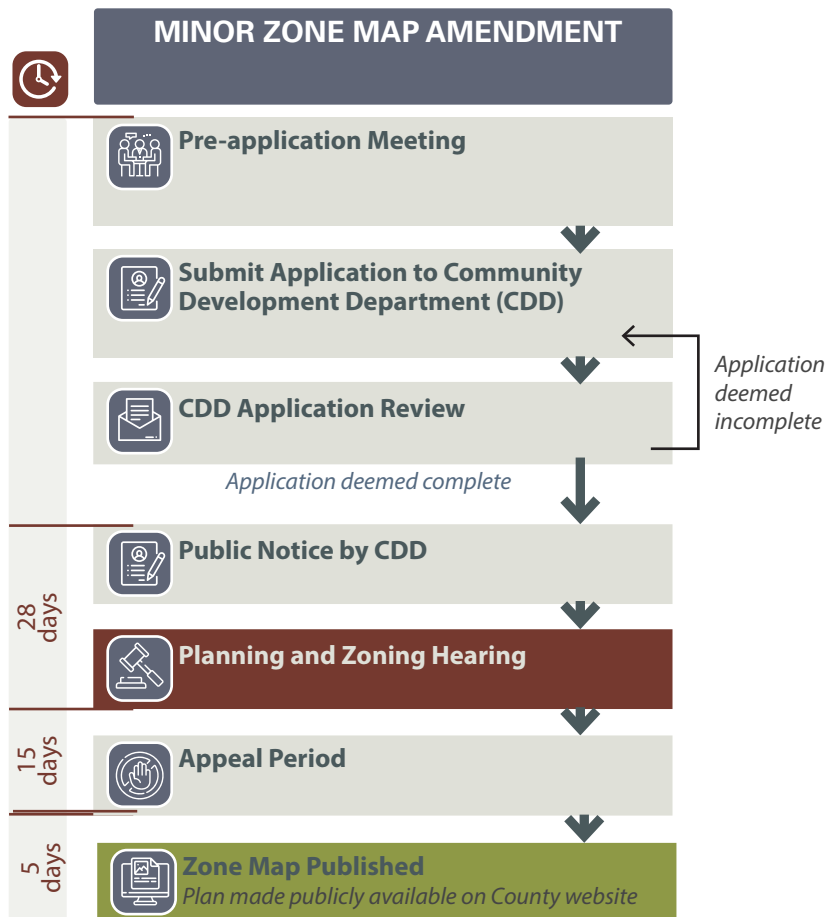 MINOR ZONE MAP AMENDMENT
Pre-application Meeting
Submit Application to Community
Development Department (CDD)
Application
deemed
incomplete
CDD Application Review
Application deemed complete
28
days
Public Notice by CDD
Planning and Zoning Hearing
15
days
Appeal Period
5
days
Zone Map Published
Plan made publicly available on County website